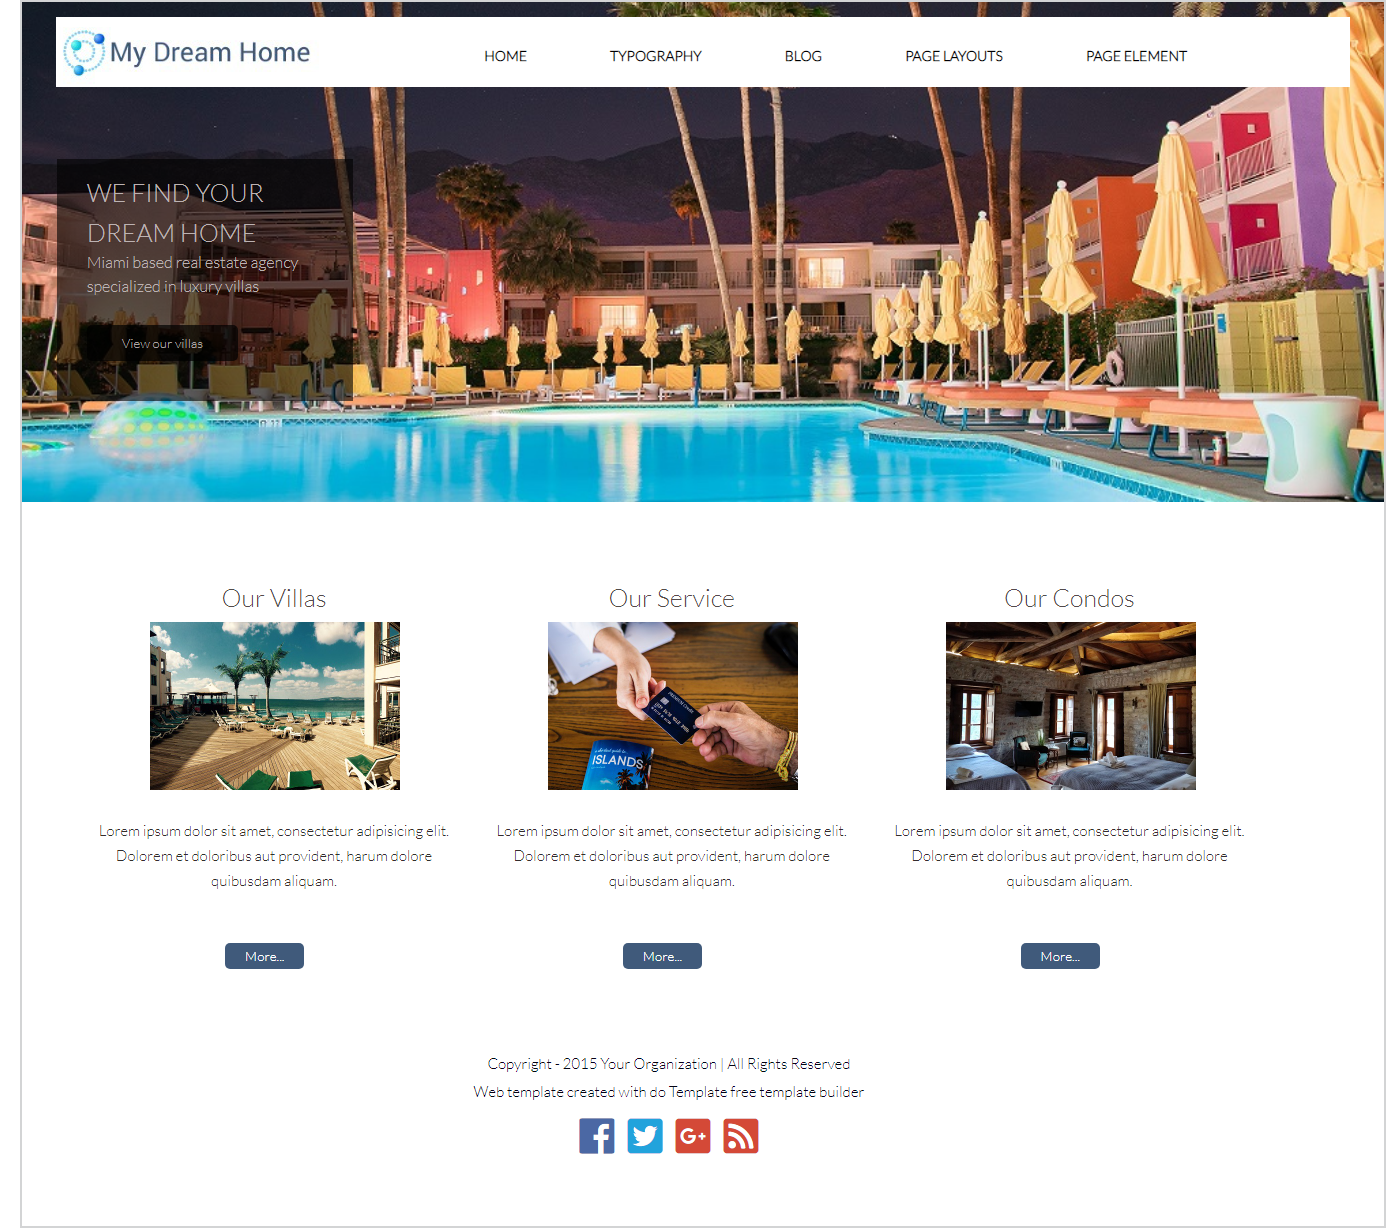 My Dream Home
HOME TYPOGRAPHY BLOG PAGE LAYOUTS PAGE ELEMENT
WE FIND YOUR
DREAM HOME
Miami based real estate agency
specialized in luxury villas
View our villas
Our Villas Our Service Our Condos
ISLANDS
Lorem ipsum dolor sit amet, consectetur adipisicing elit.
Dolorem et doloribus aut provident, harum dolore
quibusdam aliquam.
Lorem ipsum dolor sit amet, consectetur adipisicing elit.
Dolorem et doloribus aut provident, harum dolore
quibusdam aliquam.
Lorem ipsum dolor sit amet, consectetur adipisicing elit.
Dolorem et doloribus aut provident, harum dolore
quibusdam aliquam.
More... More... More...
Copyright - 2015 Your Organization | All Rights Reserved
Web template created with do Template free template builder